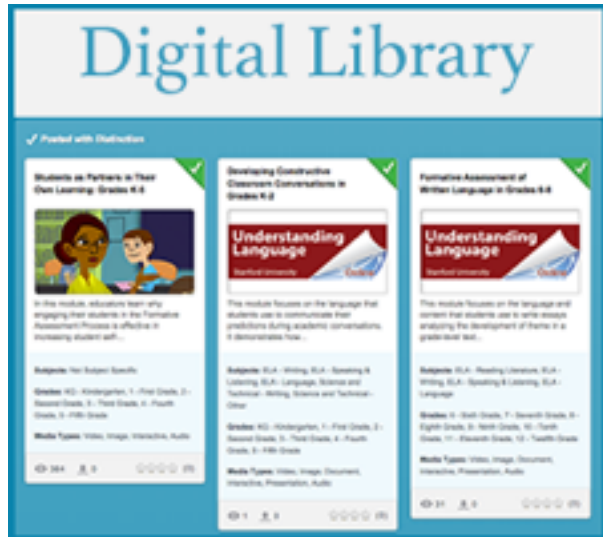 Digital Library
Posted with Distinction
Students as Partners in Their
Own Learning: Grades K-5
In this module, educators learn why
engaging their students in the Formative
Assessment Process is effective in
increasing student self-...
Subjects: Not Subject Specific
Grades: KG - Kindergarten, 1 - First Grade, 2 -
Second Grade, 3 - Third Grade, 4 - Fourth
Grade, 5 - Fifth Grade
Media Types: Video, Image, Interactive, Audio
384 0 (0)
Developing Constructive
Classroom Conversations in
Grades K-2
Understanding
Language
Stanford University
This module focuses on the language that
students use to communicate their
predictions during academic conversations.
It demonstrates how...
Subjects: ELA - Writing, ELA - Speaking &
Listening, ELA - Language, Science and
Technical - Writing, Science and Technical -
Other
Grades: KG - Kindergarten, 1 - First Grade, 2 -
Second Grade, 3 - Third Grade, 4 - Fourth
Grade, 5 - Fifth Grade
Media Types: Video, Image, Document,
Interactive, Presentation, Audio
1 0 (0)
Formative Assessment of
Written Language in Grades 6-8
Understanding
Language
Stanford University
This module focuses on the language and
content that students use to write essays
analyzing the development of theme in a
grade-level text...
Subjects: ELA - Reading Literature, ELA -
Writing, ELA - Speaking & Listening, ELA -
Language
Grades: 6 - Sixth Grade, 7 - Seventh Grade, 8 -
Eighth Grade, 9 - Ninth Grade, 10 - Tenth
Grade, 11 - Eleventh Grade, 12 - Twelfth Grade
Media Types: Video, Image, Document,
Interactive, Presentation, Audio
31 0 (0)